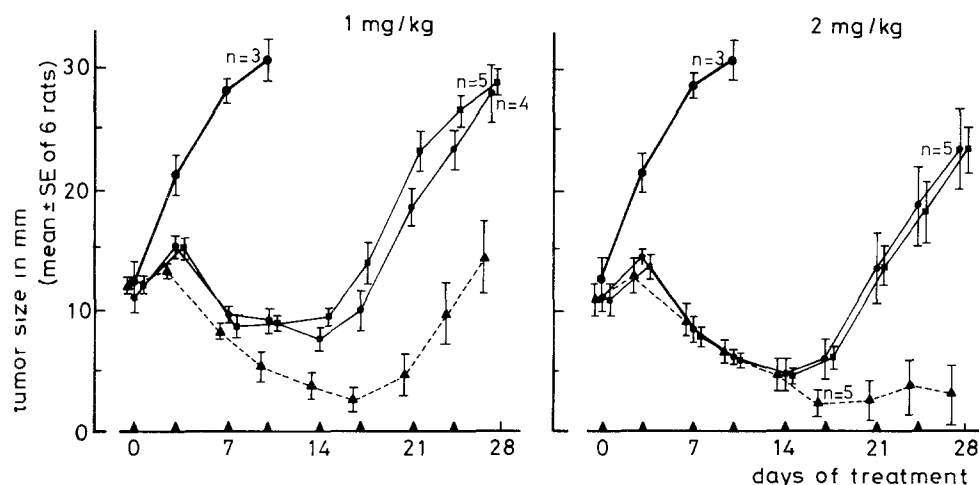 1 mg/kg
2 mg/kg
tumor size in mm
(mean ± SE of 6 rats)
30
20
10
0
n=3
n=5
n=4
n=3
n=5
n=5
0 7 14 21 28
0 7 14 21 28
days of treatment